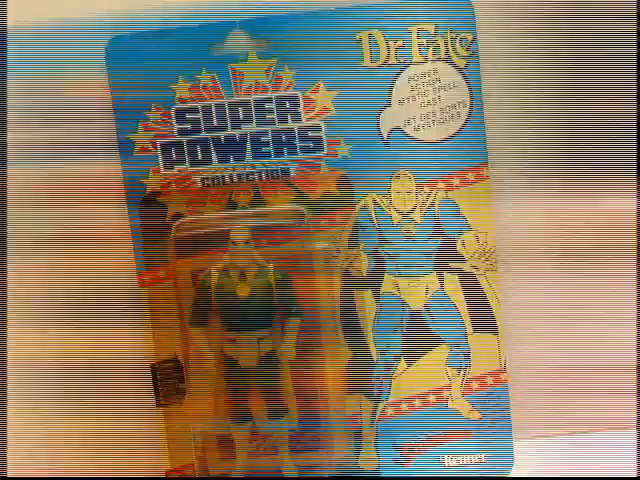 Dr. Fate
POWER
ACTION
MYSTIC SPELL
CAST
JET DES SORTS
MYSTIQUES
SUPER
POWERS
COLLECTION
Kenner